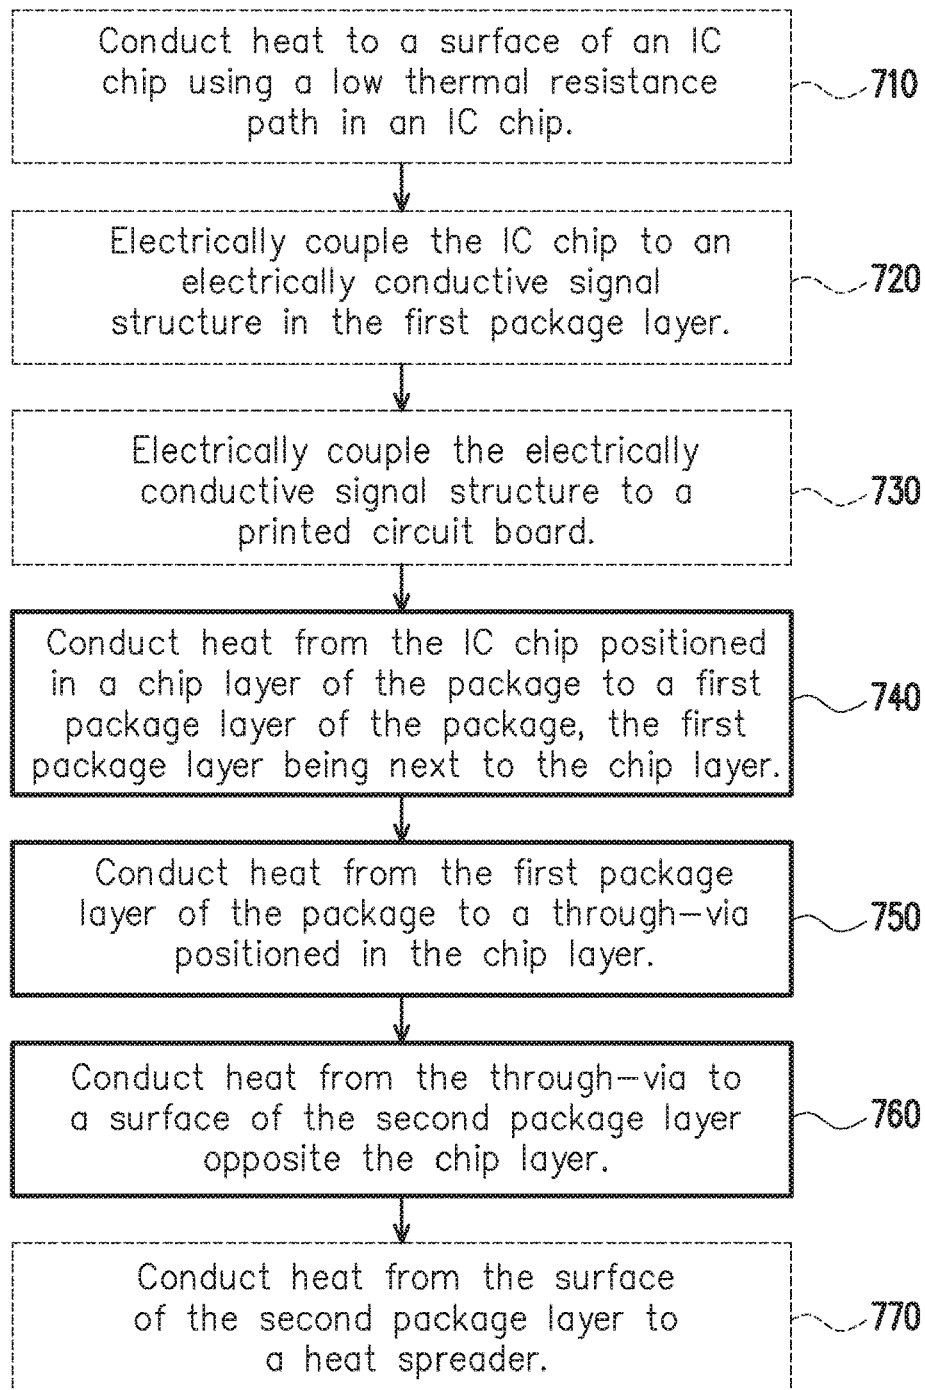 Conduct heat to a surface of an IC
chip using a low thermal resistance
path in an IC chip.
710
Electrically couple the IC chip to an
electrically conductive signal
structure in the first package layer.
720
Electrically couple the electrically
conductive signal structure to a
printed circuit board.
730
Conduct heat from the IC chip positioned
in a chip layer of the package to a first
package layer of the package, the first
package layer being next to the chip layer.
740
Conduct heat from the first package
layer of the package to a through-via
positioned in the chip layer.
750
Conduct heat from the through-via to
a surface of the second package layer
opposite the chip layer.
760
Conduct heat from the surface
of the second package layer to
a heat spreader.
770